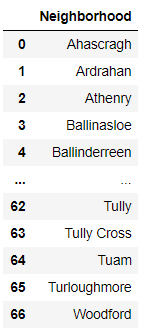 Neighborhood
0 Ahascragh
1 Ardrahan
2 Athenry
3 Ballinasloe
4 Ballinderreen
... ...
62 Tully
63 Tully Cross
64 Tuam
65 Turloughmore
66 Woodford